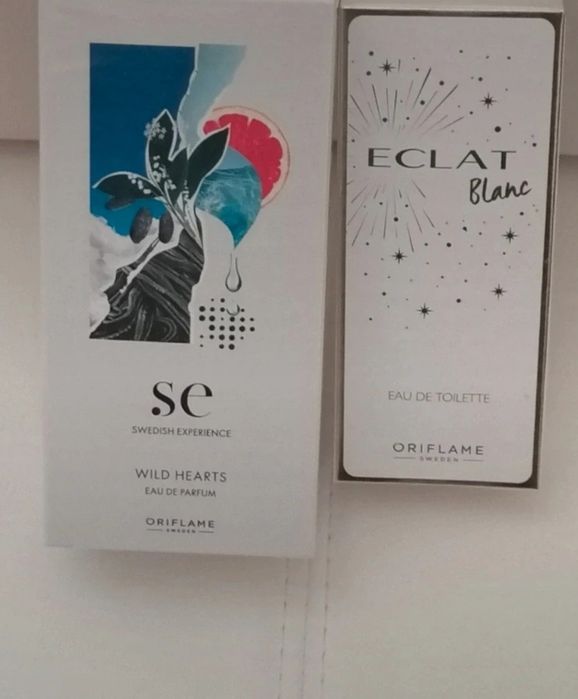 se
SWEDISH EXPERIENCE
WILD HEARTS
EAU DE PARFUM
ORIFLAME
SWEDEN
ECLAT
Blanc
EAU DE TOILETTE
ORIFLAME
SWEDEN